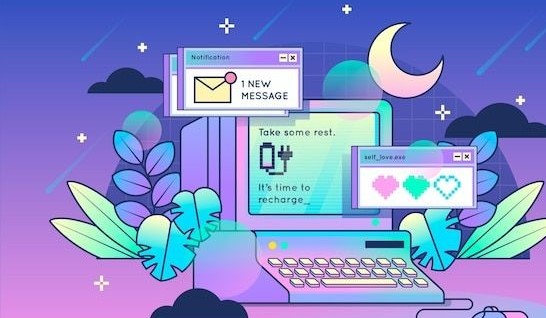 Notification
1 NEW
MESSAGE
Take some rest.
It's time to
recharge_
self_love.exe